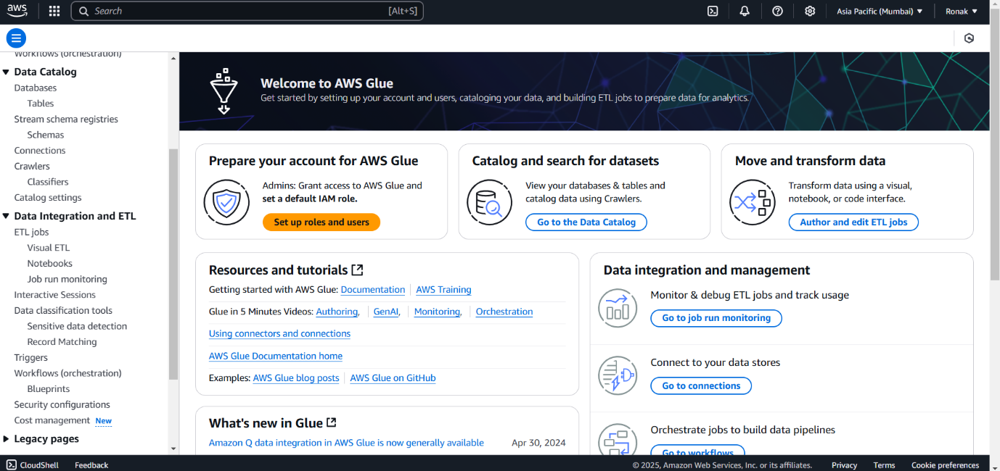 aws
Search
[Alt+S]
Asia Pacific (Mumbai)
Ronak
Workflows (orchestration)
Data Catalog
Databases
Tables
Stream schema registries
Schemas
Connections
Crawlers
Classifiers
Catalog settings
Data Integration and ETL
ETL jobs
Visual ETL
Notebooks
Job run monitoring
Interactive Sessions
Data classification tools
Sensitive data detection
Record Matching
Triggers
Workflows (orchestration)
Blueprints
Security configurations
Cost management New
Legacy pages
Welcome to AWS Glue
Get started by setting up your account and users, cataloging your data, and building ETL jobs to prepare data for analytics.
Prepare your account for AWS Glue
Admins: Grant access to AWS Glue and
set a default IAM role.
Set up roles and users
Catalog and search for datasets
View your databases & tables and
catalog data using Crawlers.
Go to the Data Catalog
Move and transform data
Transform data using a visual,
notebook, or code interface.
Author and edit ETL jobs
Resources and tutorials
Getting started with AWS Glue: Documentation AWS Training
Glue in 5 Minutes Videos: Authoring, GenAI, Monitoring, Orchestration
Using connectors and connections
AWS Glue Documentation home
Examples: AWS Glue blog posts AWS Glue on GitHub
What's new in Glue
Amazon Q data integration in AWS Glue is now generally available Apr 30, 2024
Data integration and management
Monitor & debug ETL jobs and track usage
Go to job run monitoring
Connect to your data stores
Go to connections
Orchestrate jobs to build data pipelines
Go to workflows
CloudShell Feedback
© 2025, Amazon Web Services, Inc. or its affiliates. Privacy Terms Cookie preferences